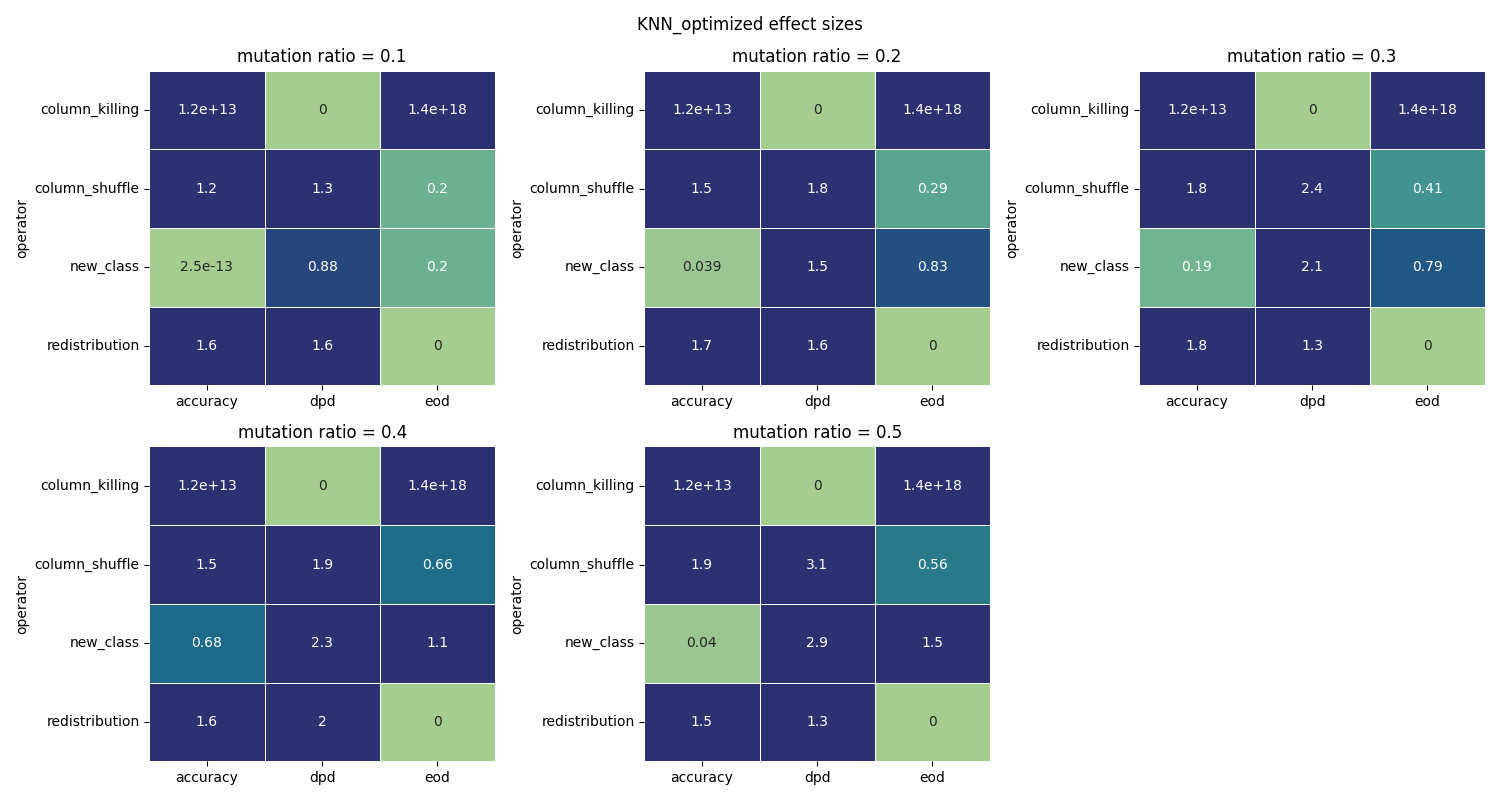 KNN_optimized effect sizes
mutation ratio = 0.1
operator
column_killing 1.2e+13 0 1.4e+18
column_shuffle 1.2 1.3 0.2
new_class 2.5e-13 0.88 0.2
redistribution 1.6 1.6 0
accuracy dpd eod
mutation ratio = 0.2
operator
column_killing 1.2e+13 0 1.4e+18
column_shuffle 1.5 1.8 0.29
new_class 0.039 1.5 0.83
redistribution 1.7 1.6 0
accuracy dpd eod
mutation ratio = 0.3
operator
column_killing 1.2e+13 0 1.4e+18
column_shuffle 1.8 2.4 0.41
new_class 0.19 2.1 0.79
redistribution 1.8 1.3 0
accuracy dpd eod
mutation ratio = 0.4
operator
column_killing 1.2e+13 0 1.4e+18
column_shuffle 1.5 1.9 0.66
new_class 0.68 2.3 1.1
redistribution 1.6 2 0
accuracy dpd eod
mutation ratio = 0.5
operator
column_killing 1.2e+13 0 1.4e+18
column_shuffle 1.9 3.1 0.56
new_class 0.04 2.9 1.5
redistribution 1.5 1.3 0
accuracy dpd eod